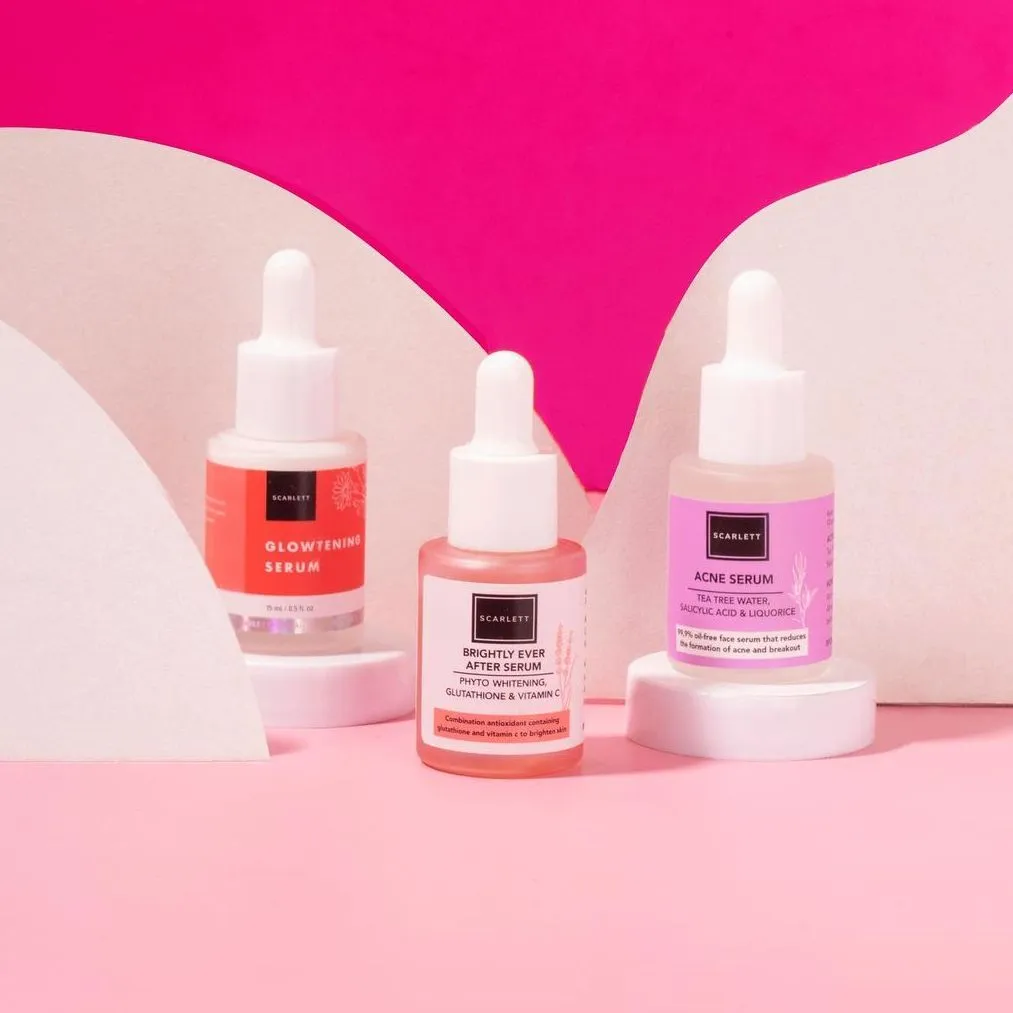 SCARLETT
GLOWTENING
SERUM
15 mL / 0.5 fl. oz
SCARLETT
BRIGHTLY EVER
AFTER SERUM
PHYTO WHITENING,
GLUTATHIONE & VITAMIN C
Combination antioxidant containing
glutathione and vitamin c to brighten skin
SCARLETT
ACNE SERUM
TEA TREE WATER,
SALICYLIC ACID & LIQUORICE
99,9% oil-free face serum that reduces
the formation of acne and breakout